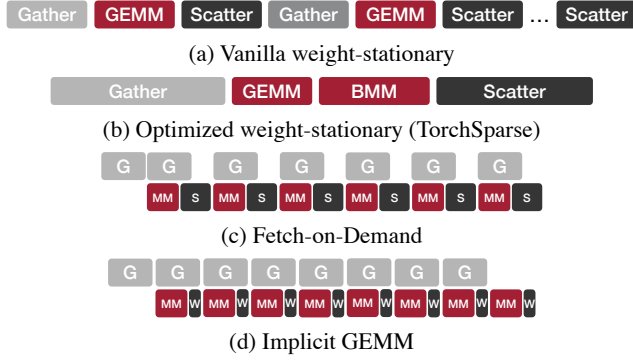 Gather GEMM Scatter Gather GEMM Scatter ... Scatter
(a) Vanilla weight-stationary
Gather GEMM BMM Scatter
(b) Optimized weight-stationary (TorchSparse)
G G G G G G G
MM S MM S MM S MM S MM S MM S
(c) Fetch-on-Demand
G G G G G G G G
MM W MM W MM W MM W MM W MM W MM W MM W
(d) Implicit GEMM